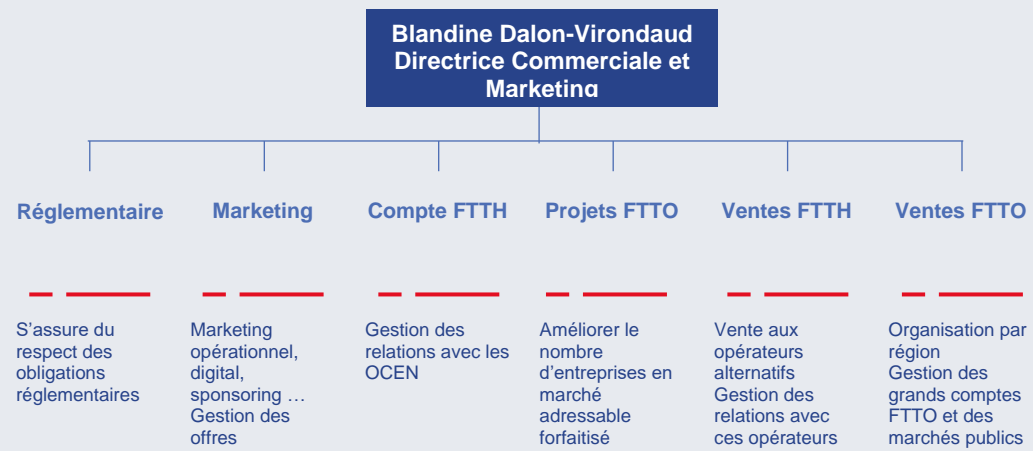 Blandine Dalon-Virondaud
Directrice Commerciale et
Marketing
Réglementaire
Marketing
Compte FTTH
Projets FTTO
Ventes FTTH
Ventes FTTO
S’assure du
respect des
obligations
réglementaires
Marketing
opérationnel,
digital,
sponsoring …
Gestion des
offres
Gestion des
relations avec les
OCEN
Améliorer le
nombre
d’entreprises en
marché
adressable
forfaitisé
Vente aux
opérateurs
alternatifs
Gestion des
relations avec
ces opérateurs
Organisation par
région
Gestion des
grands comptes
FTTO et des
marchés publics